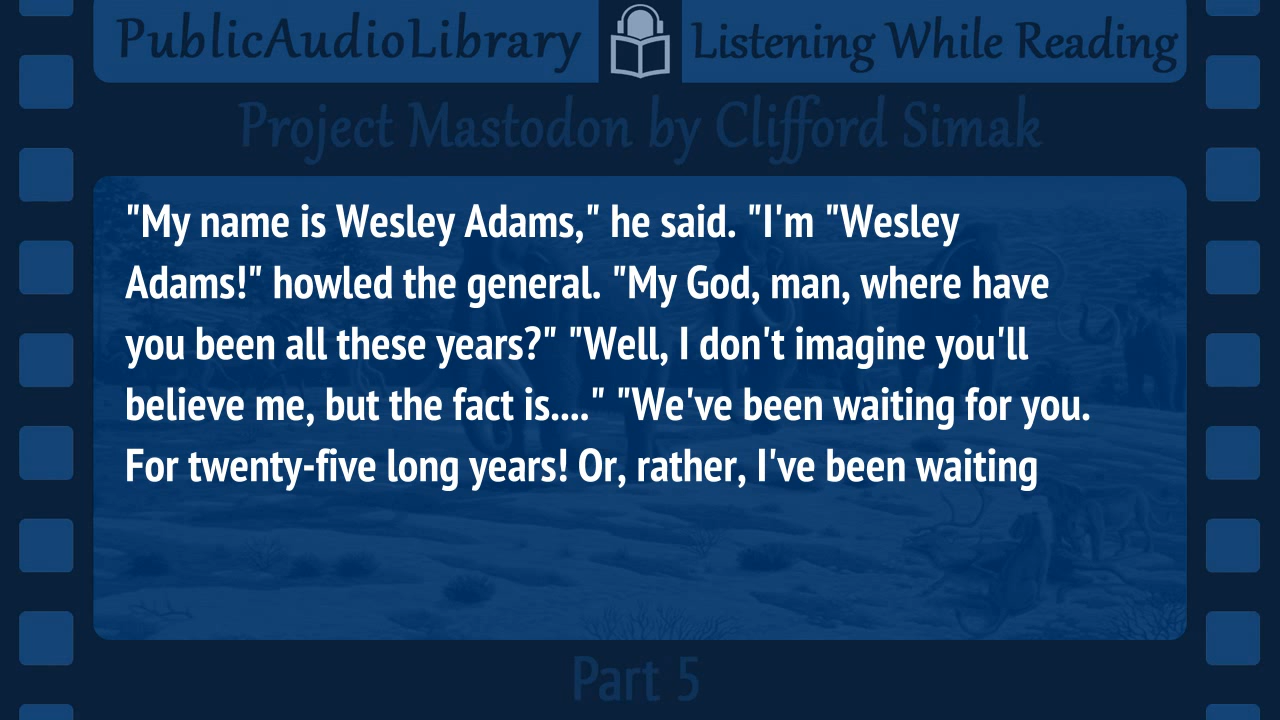 PublicAudioLibrary Listening While Reading
Project Mastodon by Clifford Simak
"My name is Wesley Adams," he said. "I'm "Wesley
Adams!" howled the general. "My God, man, where have
you been all these years?" "Well, I don't imagine you'll
believe me, but the fact is...." "We've been waiting for you.
For twenty-five long years! Or, rather, I've been waiting
Part 5